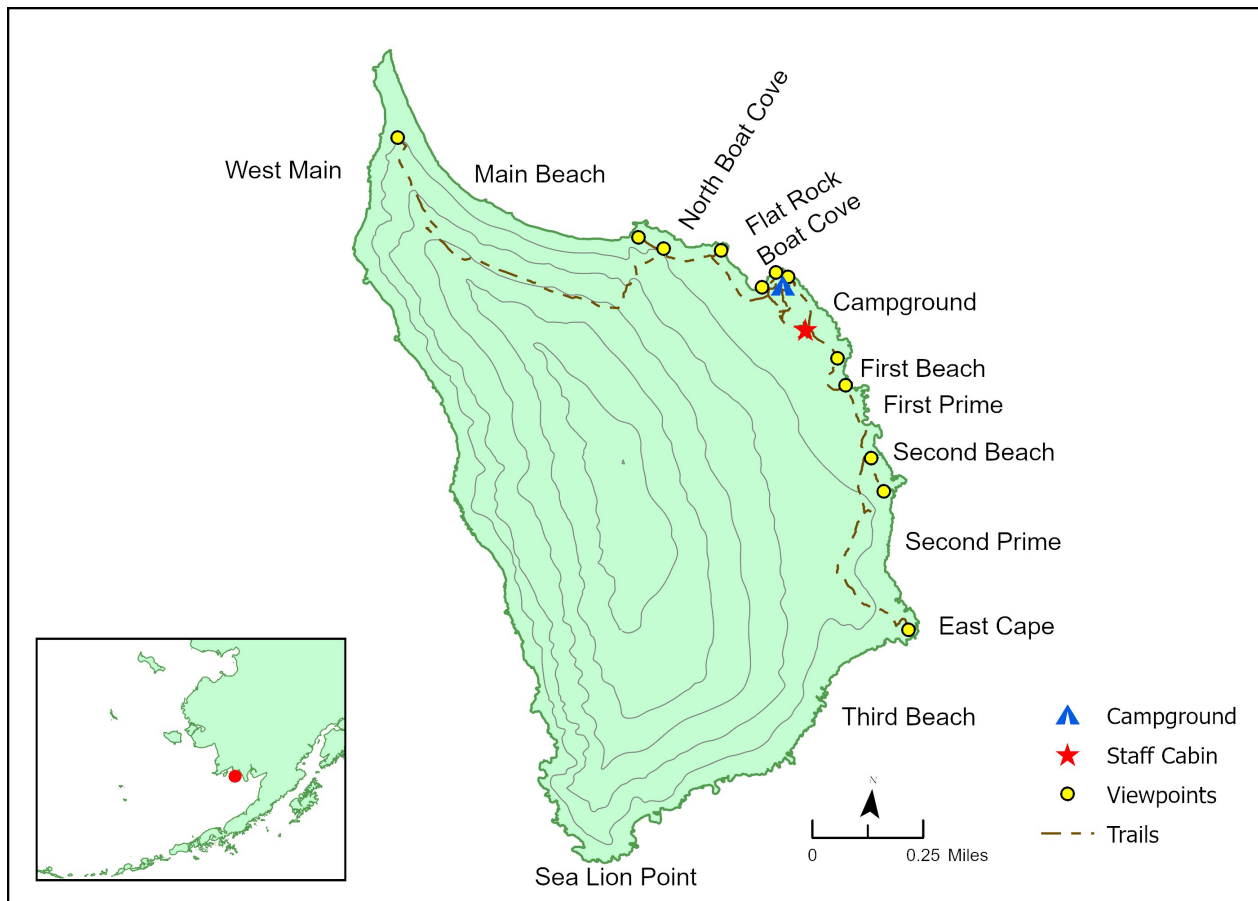 West Main
Main Beach
North Boat Cove
Flat Rock
Boat Cove
Campground
First Beach
First Prime
Second Beach
Second Prime
East Cape
Third Beach
Sea Lion Point
Campground
Staff Cabin
Viewpoints
Trails
N
0 0.25 Miles